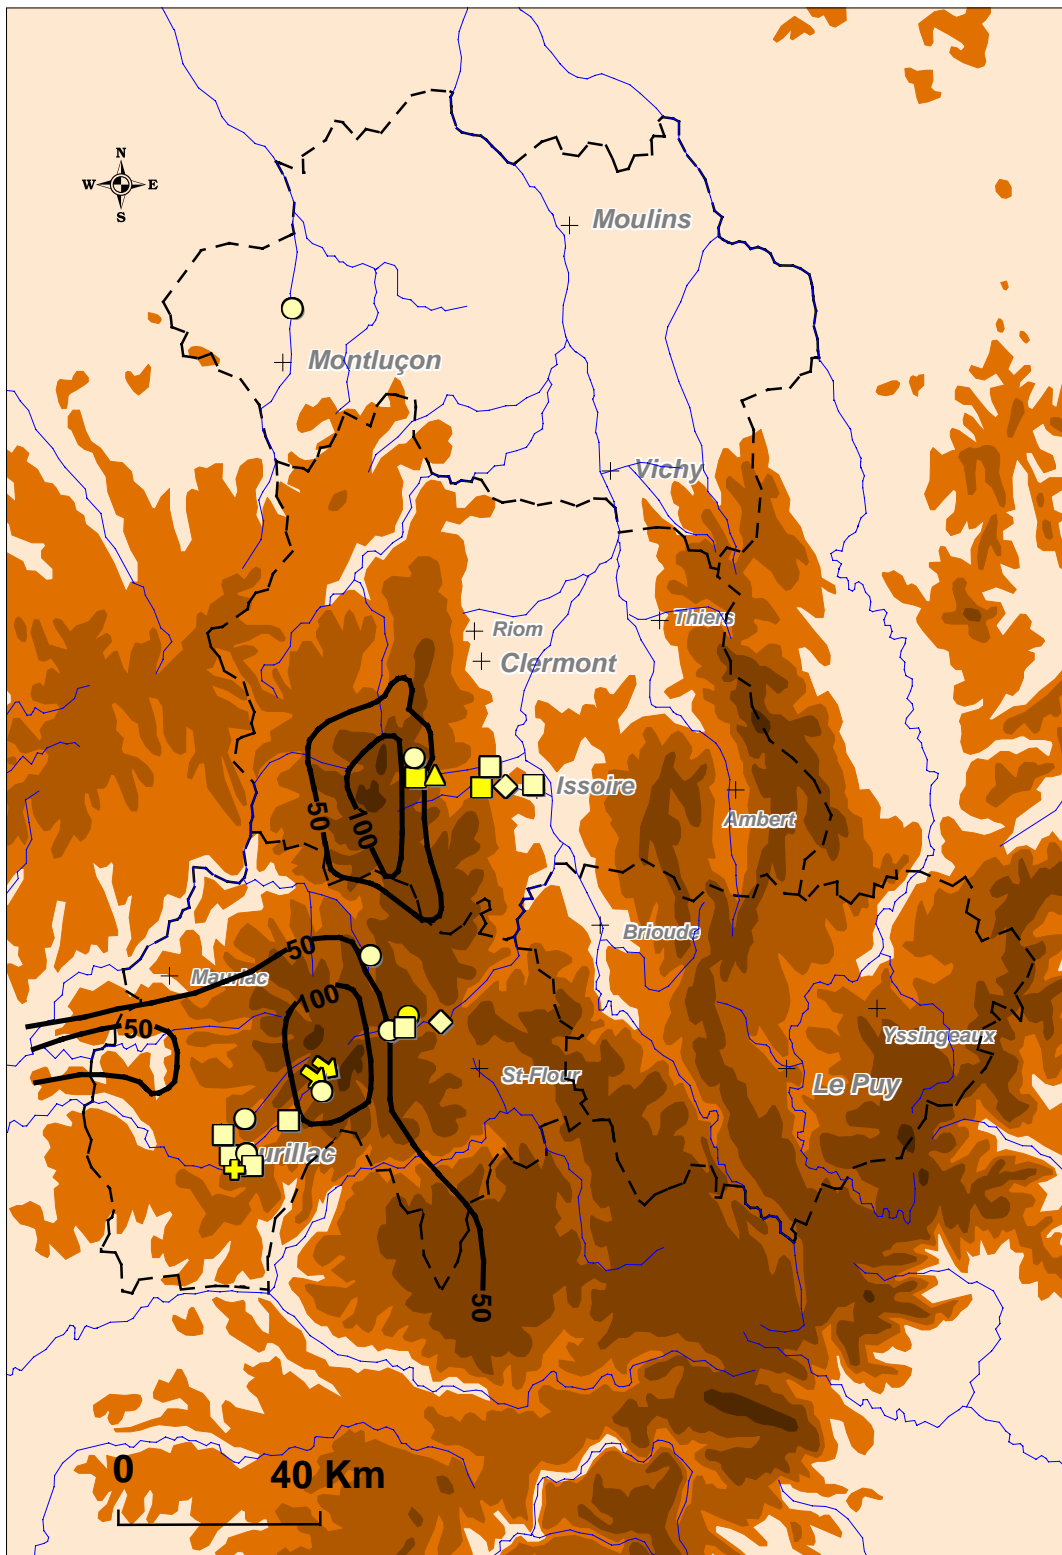 N
W E
S
Moulins
Montluçon
Vichy
Thiers
Riom
Clermont
50
100
Issoire
Ambert
Brioude
50
Mauriac
100
50
Yssingeaux
St-Flour
Le Puy
urillac
50
0 40 Km